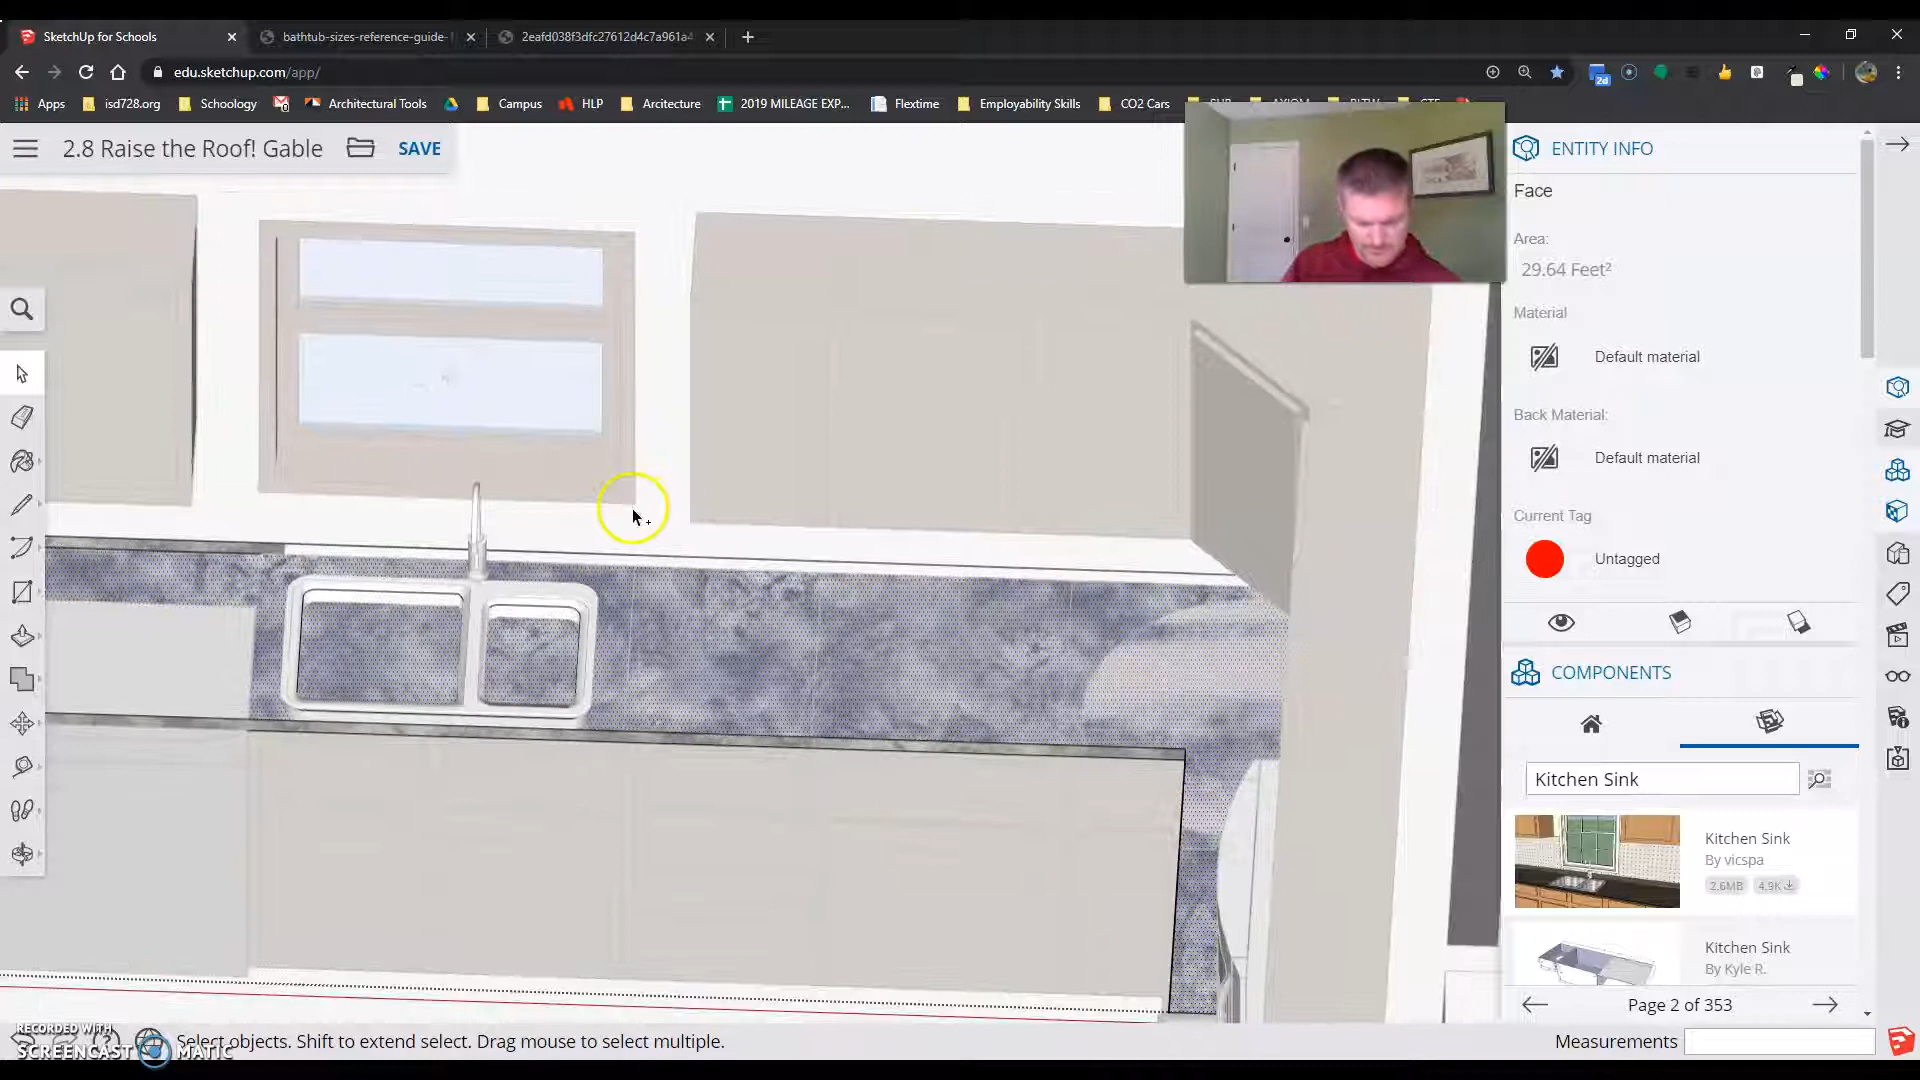 SketchUp for Schools
bathtub-sizes-reference-guide-
2eafd038f3dfc27612d4c7a961a4
edu.sketchup.com/app/
2d
Apps
isd728.org
Schoology
Architectural Tools
Campus
HLP
Arcitecture
2019 MILEAGE EXP...
Flextime
Employability Skills
CO2 Cars
2.8 Raise the Roof! Gable
SAVE
ENTITY INFO
Face
Area:
29.64 Feet²
Material
Default material
Back Material:
Default material
Current Tag
Untagged
COMPONENTS
Kitchen Sink
Kitchen Sink
By vicspa
2.6MB
4.9K
Kitchen Sink
By Kyle R.
Page 2 of 353
Select objects. Shift to extend select. Drag mouse to select multiple.
Measurements
RECORDED WITH
SCREENCAST MATIC